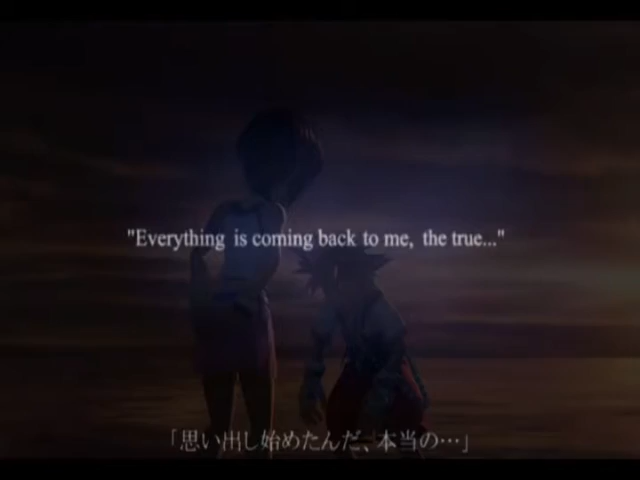 "Everything is coming back to me, the true..."
「思い出し始めたんだ、本当の…」